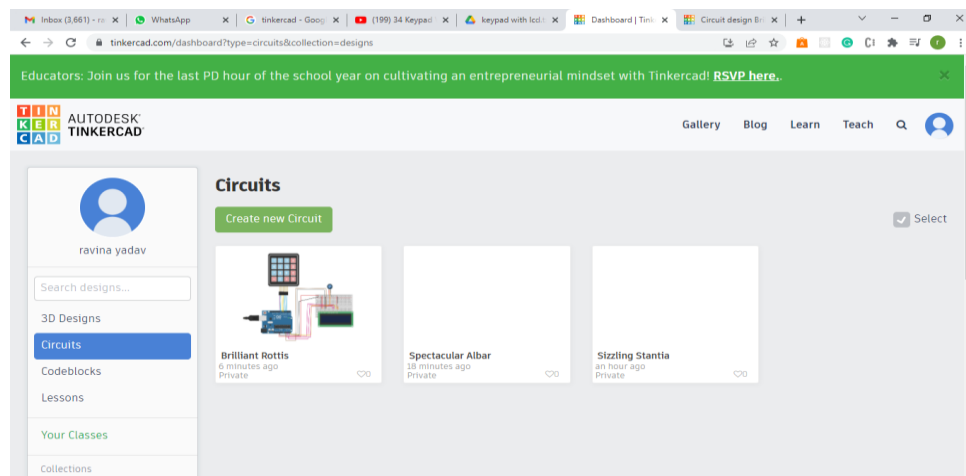 Inbox (3,661) - ra
WhatsApp
tinkercad - Goog
(199) 34 Keypad
keypad with lcd.
Dashboard | Tink
Circuit design Bri
tinkercad.com/dashboard?type=circuits&collection=designs
Educators: Join us for the last PD hour of the school year on cultivating an entrepreneurial mindset with Tinkercad! RSVP here..
TIN
KER
CAD
AUTODESK
TINKERCAD
Gallery Blog Learn Teach
ravina yadav
Search designs...
3D Designs
Circuits
Codeblocks
Lessons
Your Classes
Collections
Circuits
Create new Circuit
Select
Brilliant Rottis
6 minutes ago
Private
0
Spectacular Albar
18 minutes ago
Private
0
Sizzling Stantia
an hour ago
Private
0